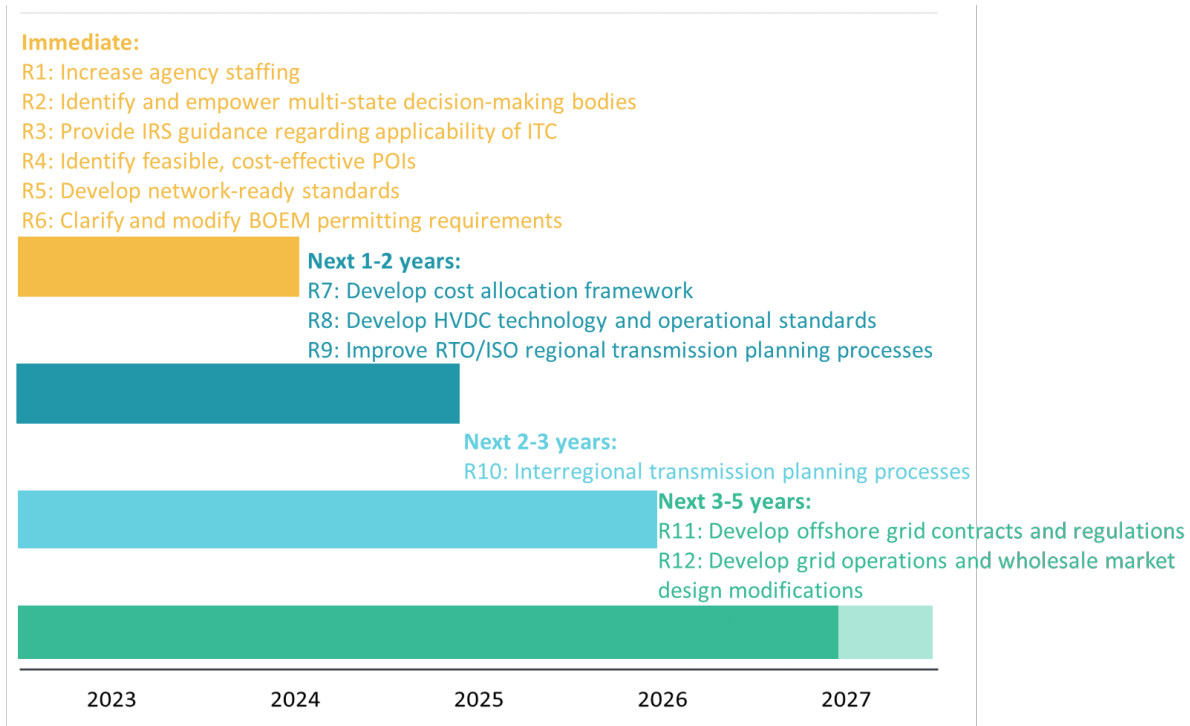 Immediate:
R1: Increase agency staffing
R2: Identify and empower multi-state decision-making bodies
R3: Provide IRS guidance regarding applicability of ITC
R4: Identify feasible, cost-effective POIs
R5: Develop network-ready standards
R6: Clarify and modify BOEM permitting requirements
Next 1-2 years:
R7: Develop cost allocation framework
R8: Develop HVDC technology and operational standards
R9: Improve RTO/ISO regional transmission planning processes
Next 2-3 years:
R10: Interregional transmission planning processes
Next 3-5 years:
R11: Develop offshore grid contracts and regulations
R12: Develop grid operations and wholesale market
design modifications
2023 2024 2025 2026 2027